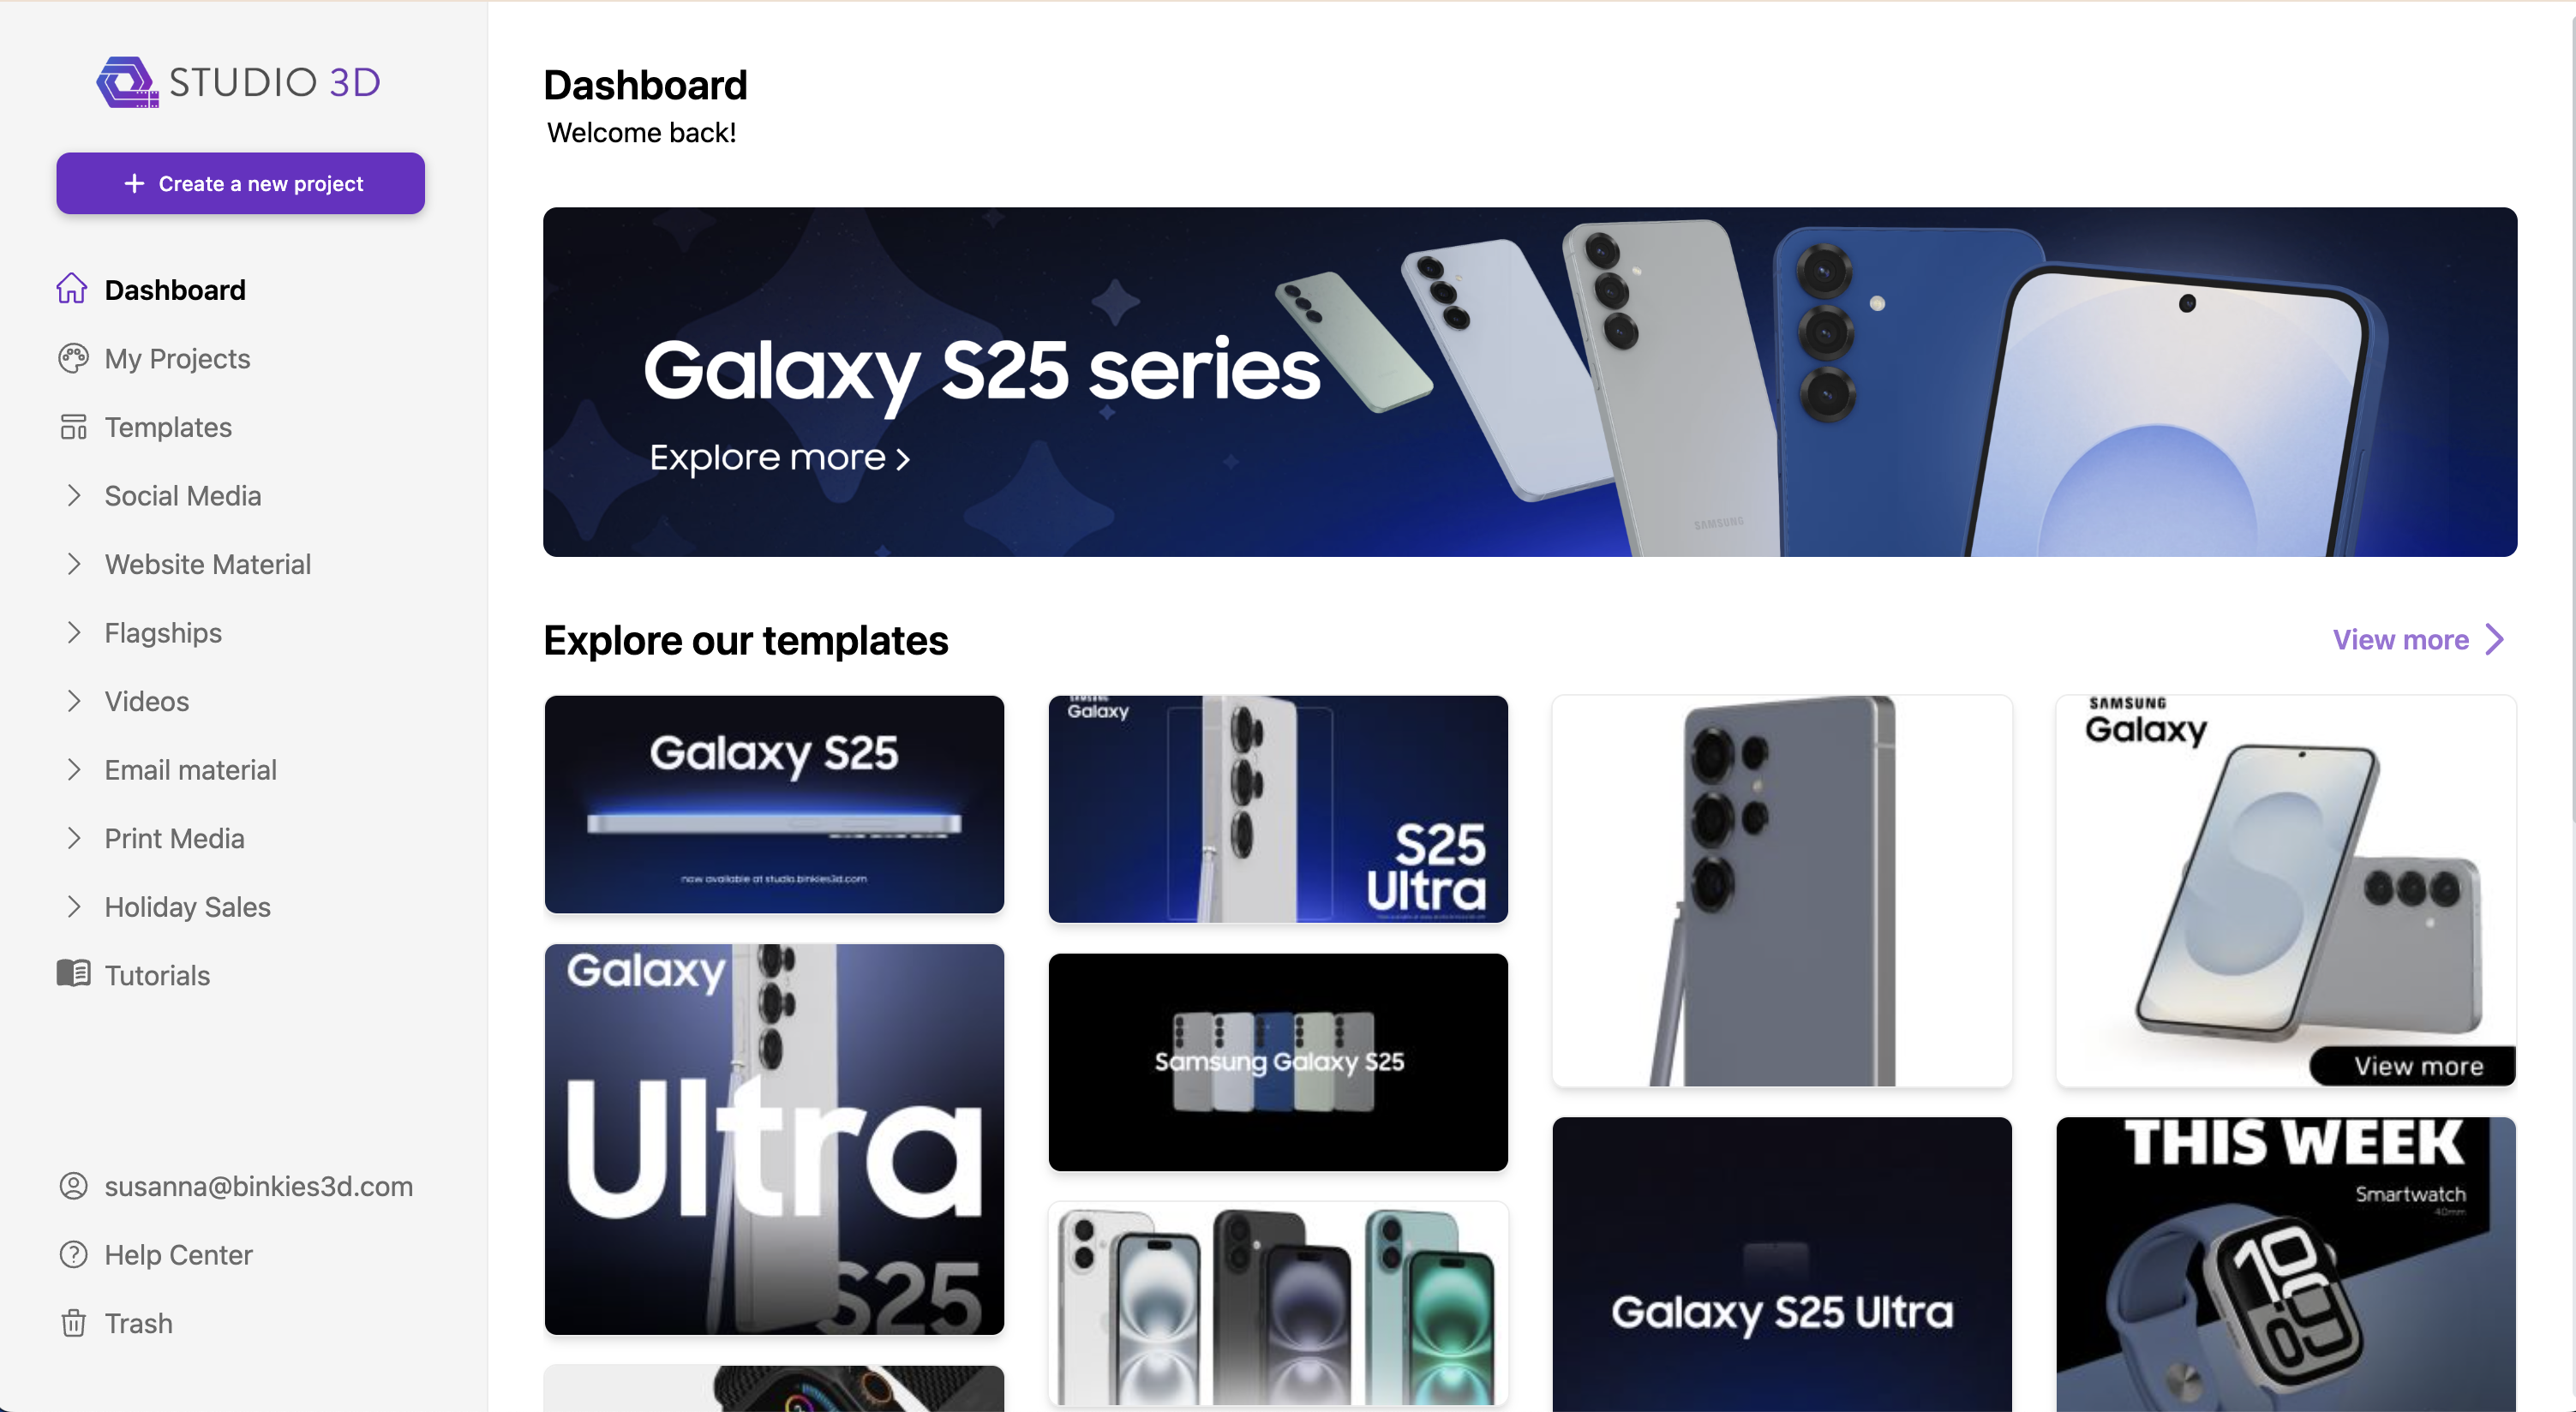 STUDIO 3D
Create a new project
Dashboard
My Projects
Templates
Social Media
Website Material
Flagships
Videos
Email material
Print Media
Holiday Sales
Tutorials
susanna@binkies3d.com
Help Center
Trash
Dashboard
Welcome back!
Galaxy S25 series
Explore more >
SAMSUNG
Explore our templates
View more
Galaxy S25
now available at studio.binkies3d.com
Galaxy
Ultra
S25
SAMSUNG
Galaxy
S25
Ultra
Samsung Galaxy S25
Galaxy S25 Ultra
SAMSUNG
Galaxy
View more
THIS WEEK
Smartwatch
40mm
10
09